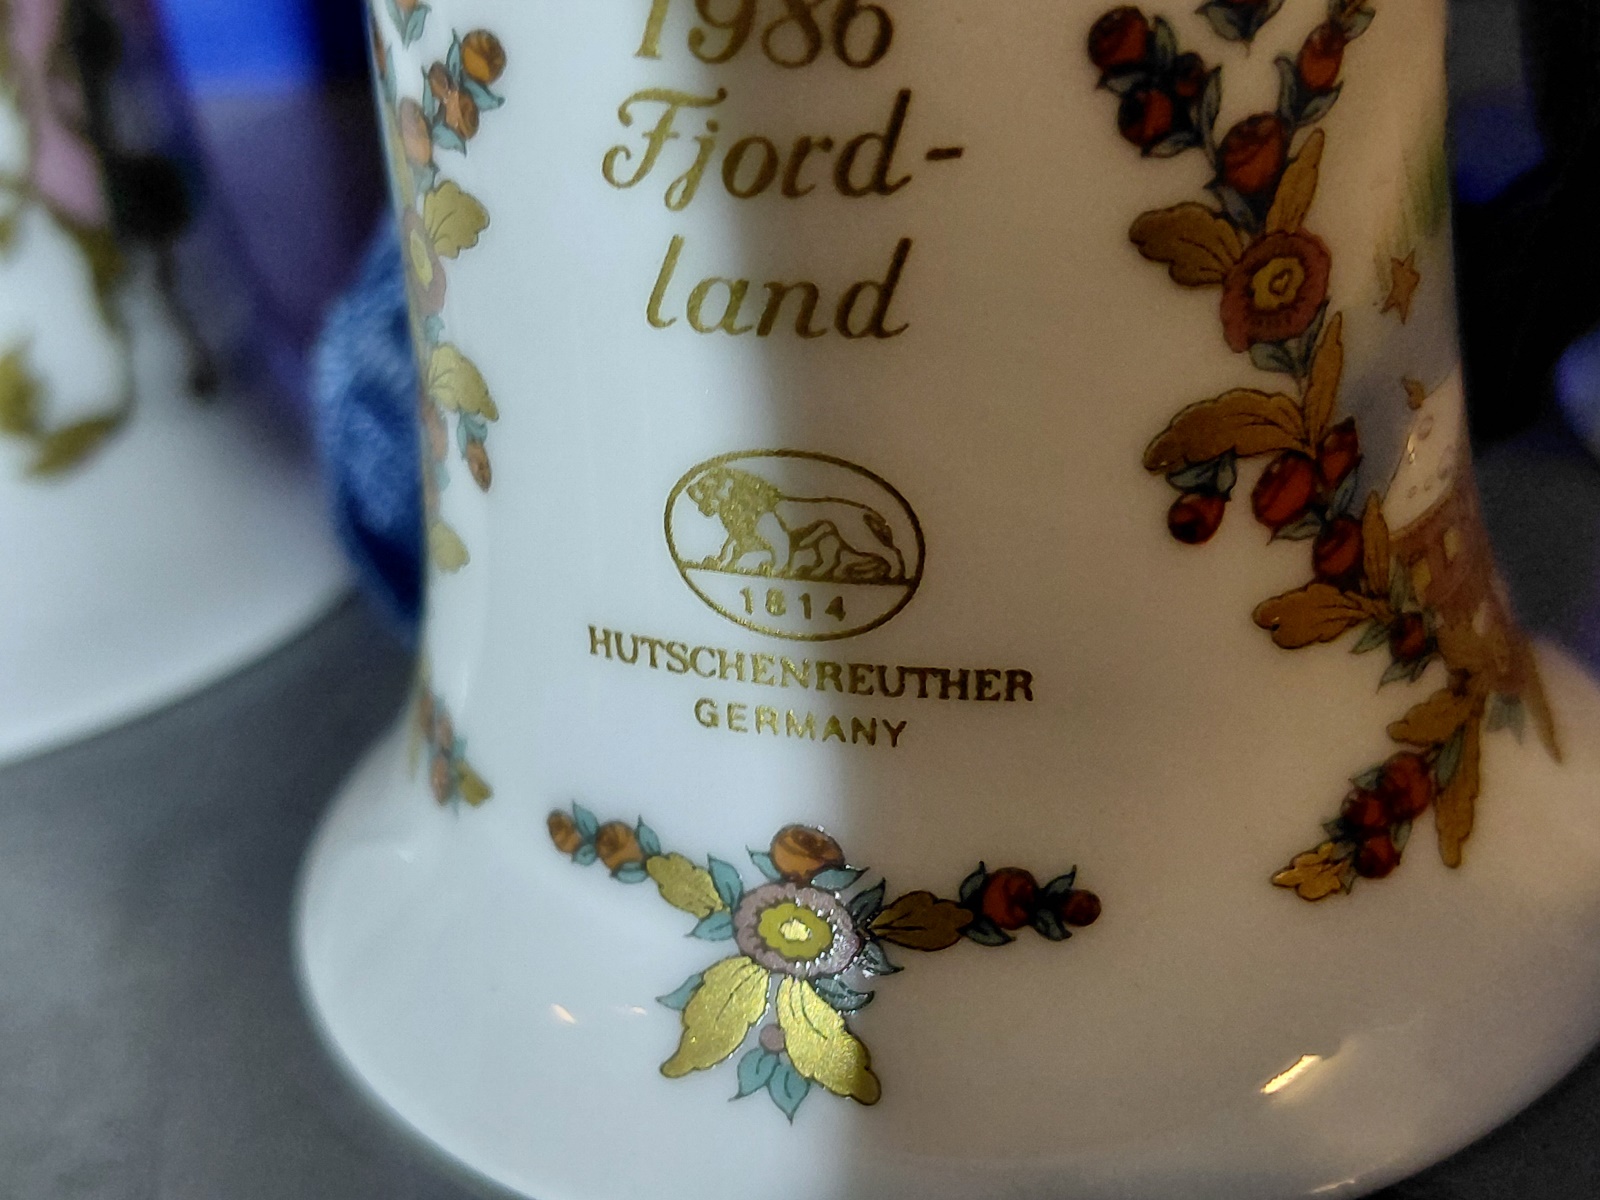 1986
Fjord-
land
1814
HUTSCHENREUTHER
GERMANY